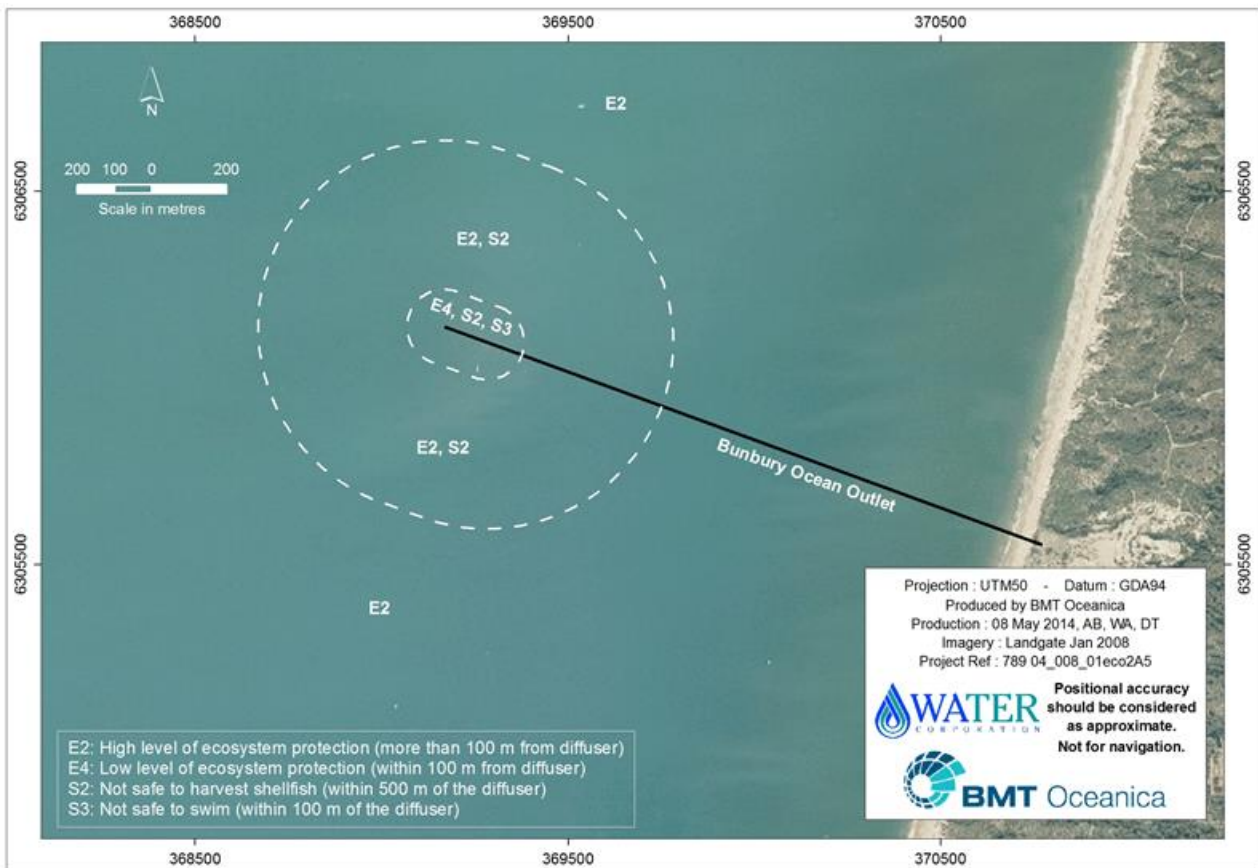 368500 369500 370500
E2
N
200 100 0 200
Scale in metres
6306500 6306500
E2, S2
E4, S2, S3
E2, S2
Bunbury Ocean Outlet
6305500 6305500
E2
Projection : UTM50 - Datum : GDA94
Produced by BMT Oceanica
Production : 08 May 2014, AB, WA, DT
Imagery : Landgate Jan 2008
Project Ref : 789 04_008_01eco2A5
WATER
CORPORATION
Positional accuracy
should be considered
as approximate.
Not for navigation.
BMT Oceanica
E2: High level of ecosystem protection (more than 100 m from diffuser)
E4: Low level of ecosystem protection (within 100 m from diffuser)
S2: Not safe to harvest shellfish (within 500 m of the diffuser)
S3: Not safe to swim (within 100 m of the diffuser)
368500 369500 370500